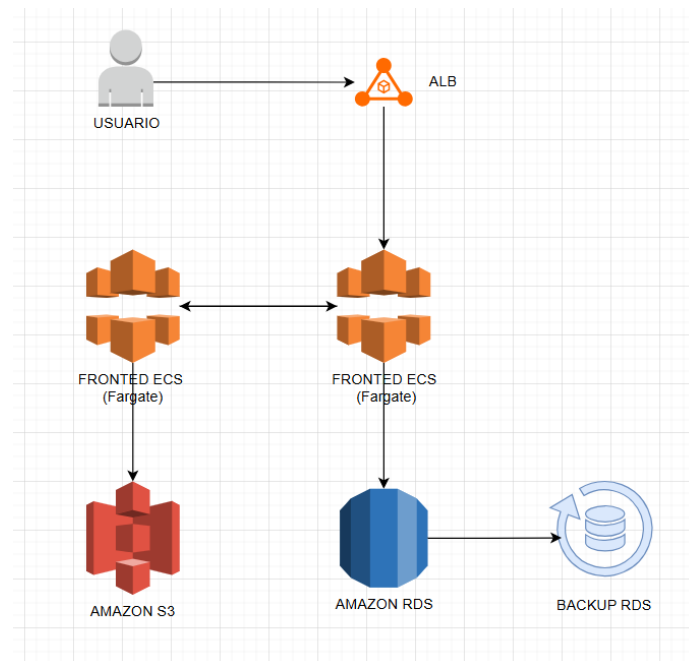 ALB
USUARIO
FRONTED ECS
(Fargate)
FRONTED ECS
(Fargate)
AMAZON S3
AMAZON RDS
BACKUP RDS